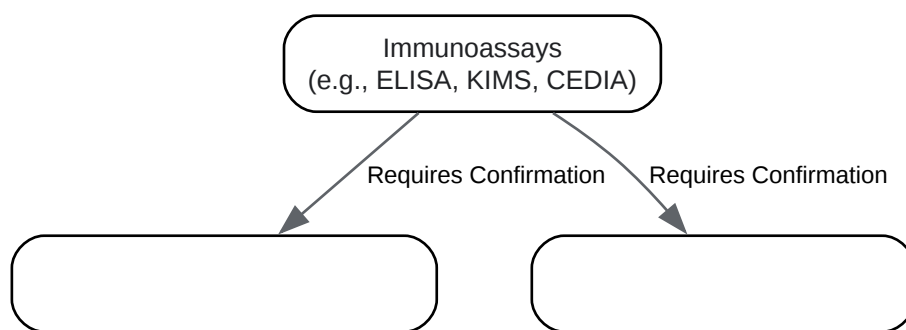 Immunoassays
(e.g., ELISA, KIMS, CEDIA)
Requires Confirmation
Requires Confirmation